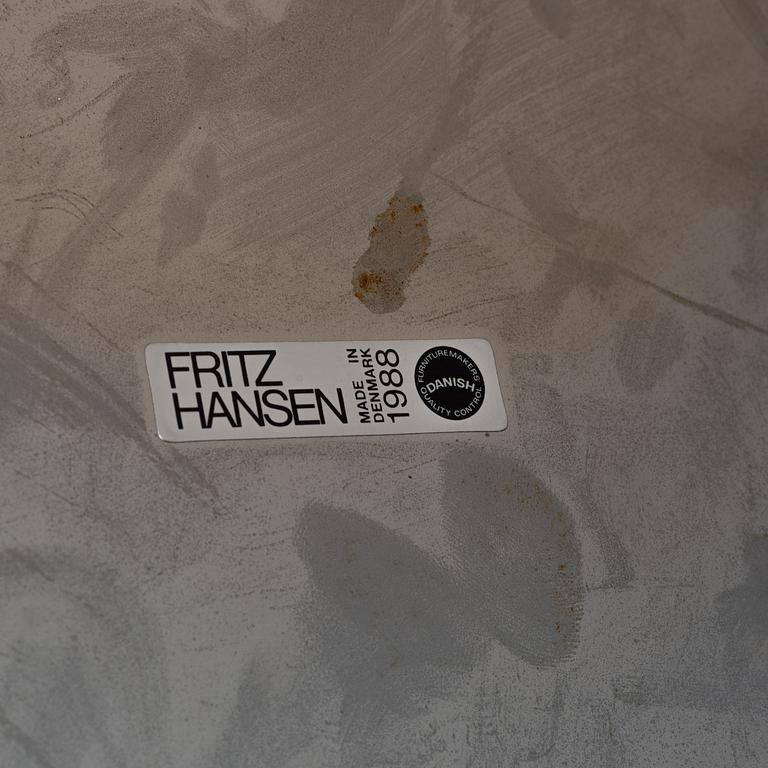 FRITZ
HANSEN
MADE IN
DENMARK
1988
FURNITUREMAKERS
DANISH
QUALITY CONTROL